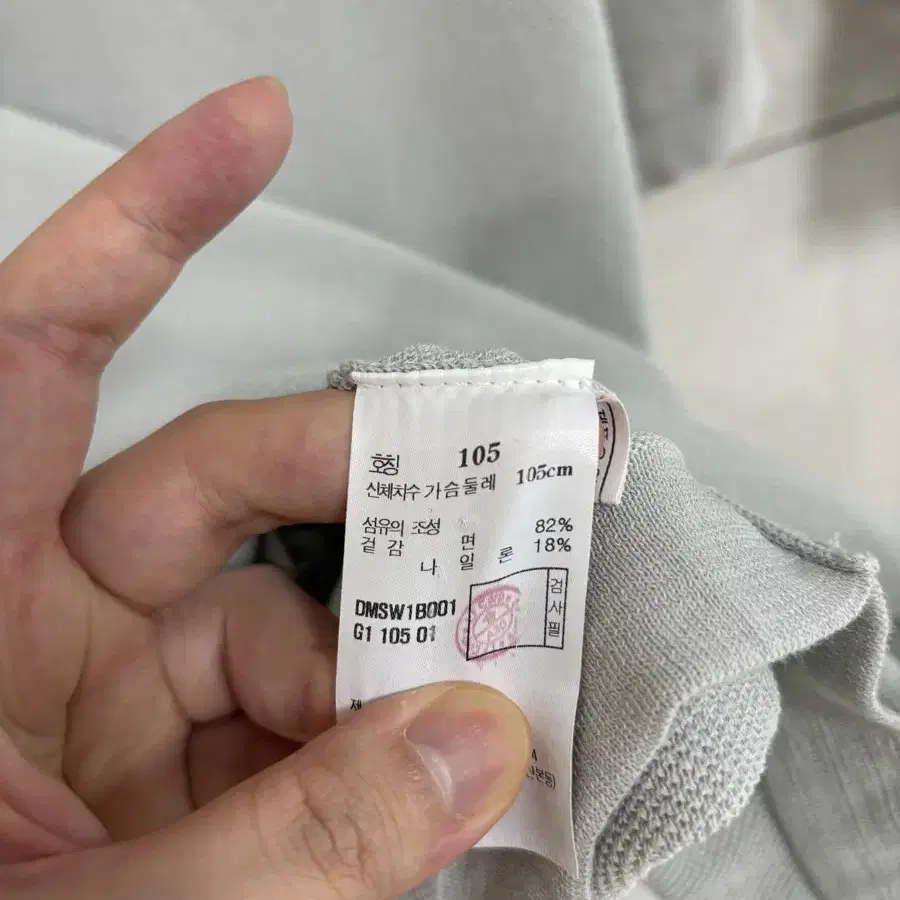 호칭 105
신체치수 가슴둘레 105cm
섬유의 조성
겉감 면 82%
나일론 18%
DMSW1B001
G1 105 01
검사필